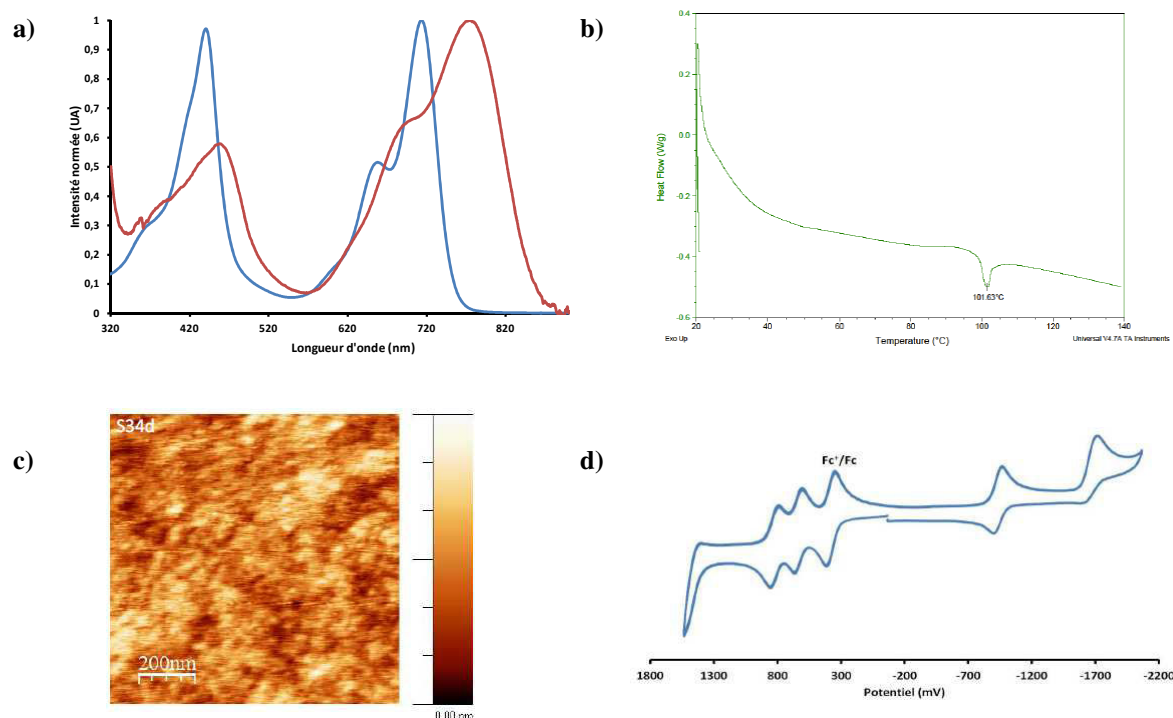 a)
Intensité normée (UA)
1
0,9
0,8
0,7
0,6
0,5
0,4
0,3
0,2
0,1
0
320 420 520 620 720 820
Longueur d'onde (nm)
b)
Heat Flow (W/g)
0.4
0.2
0.0
-0.2
-0.4
-0.6
101.63°C
20 40 60 80 100 120 140
Exo Up
Temperature (°C)
Universal V4.7A TA Instruments
c)
S34d
200nm
0.00 nm
d)
Fc⁺/Fc
1800 1300 800 300 -200 -700 -1200 -1700 -2200
Potentiel (mV)